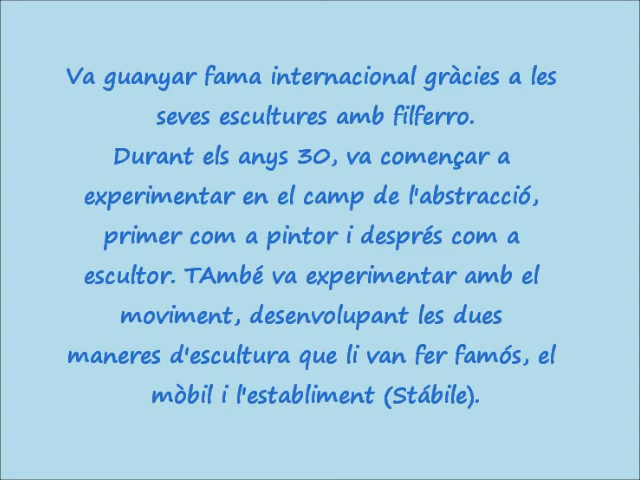 Va guanyar fama internacional gràcies a les
seves escultures amb filferro.
Durant els anys 30, va començar a
experimentar en el camp de l'abstracció,
primer com a pintor i després com a
escultor. TAmbé va experimentar amb el
moviment, desenvolupant les dues
maneres d'escultura que li van fer famós, el
mòbil i l'establiment (Stábile).